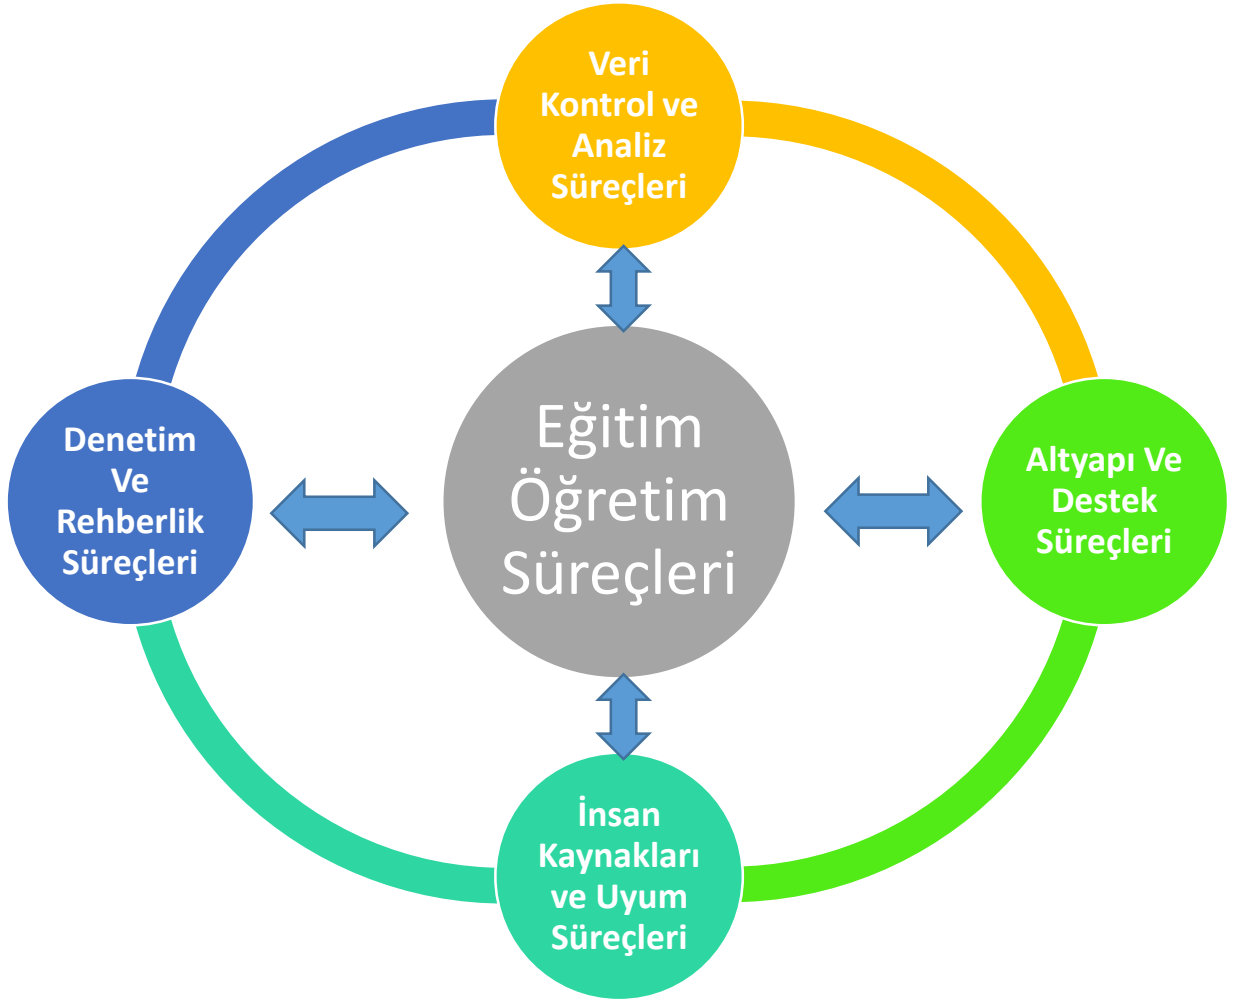 Veri
Kontrol ve
Analiz
Süreçleri
Denetim
Ve
Rehberlik
Süreçleri
Eğitim
Öğretim
Süreçleri
Altyapı Ve
Destek
Süreçleri
İnsan
Kaynakları
ve Uyum
Süreçleri